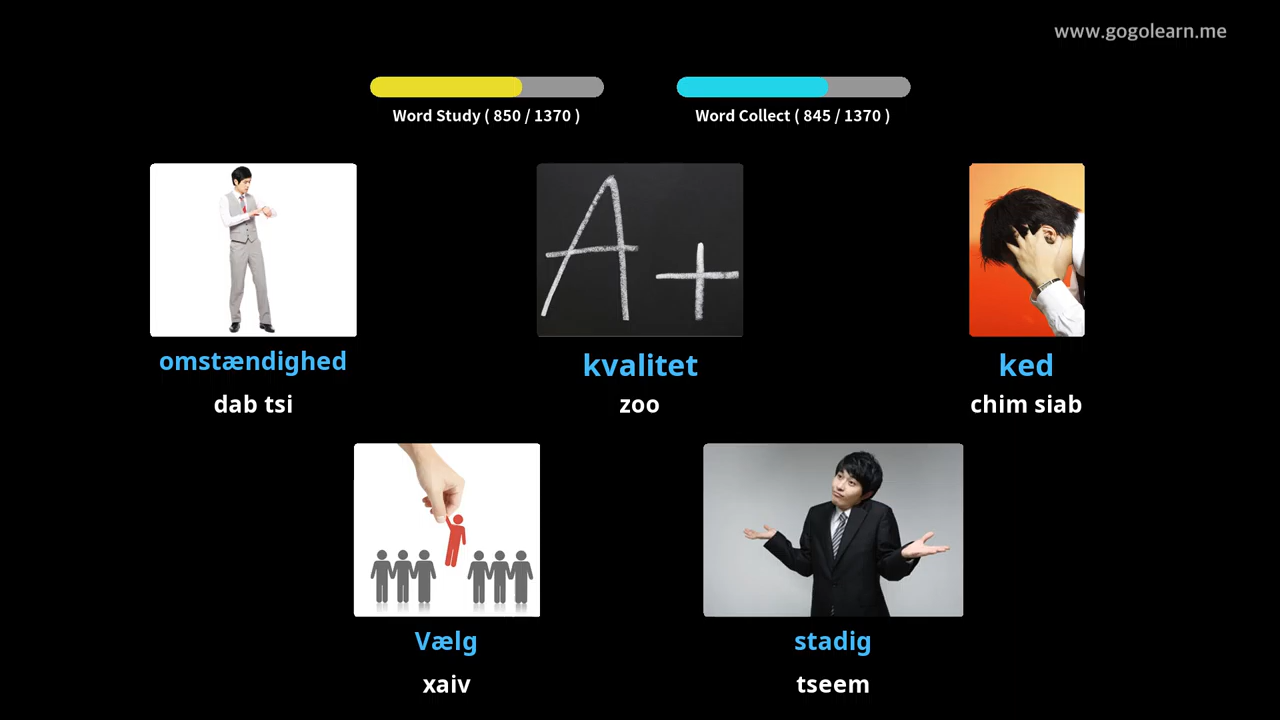 www.gogolearn.me
Word Study ( 850 / 1370 )
Word Collect ( 845 / 1370 )
A+
omstændighed
kvalitet
ked
dab tsi
zoo
chim siab
Vælg
stadig
xaiv
tseem